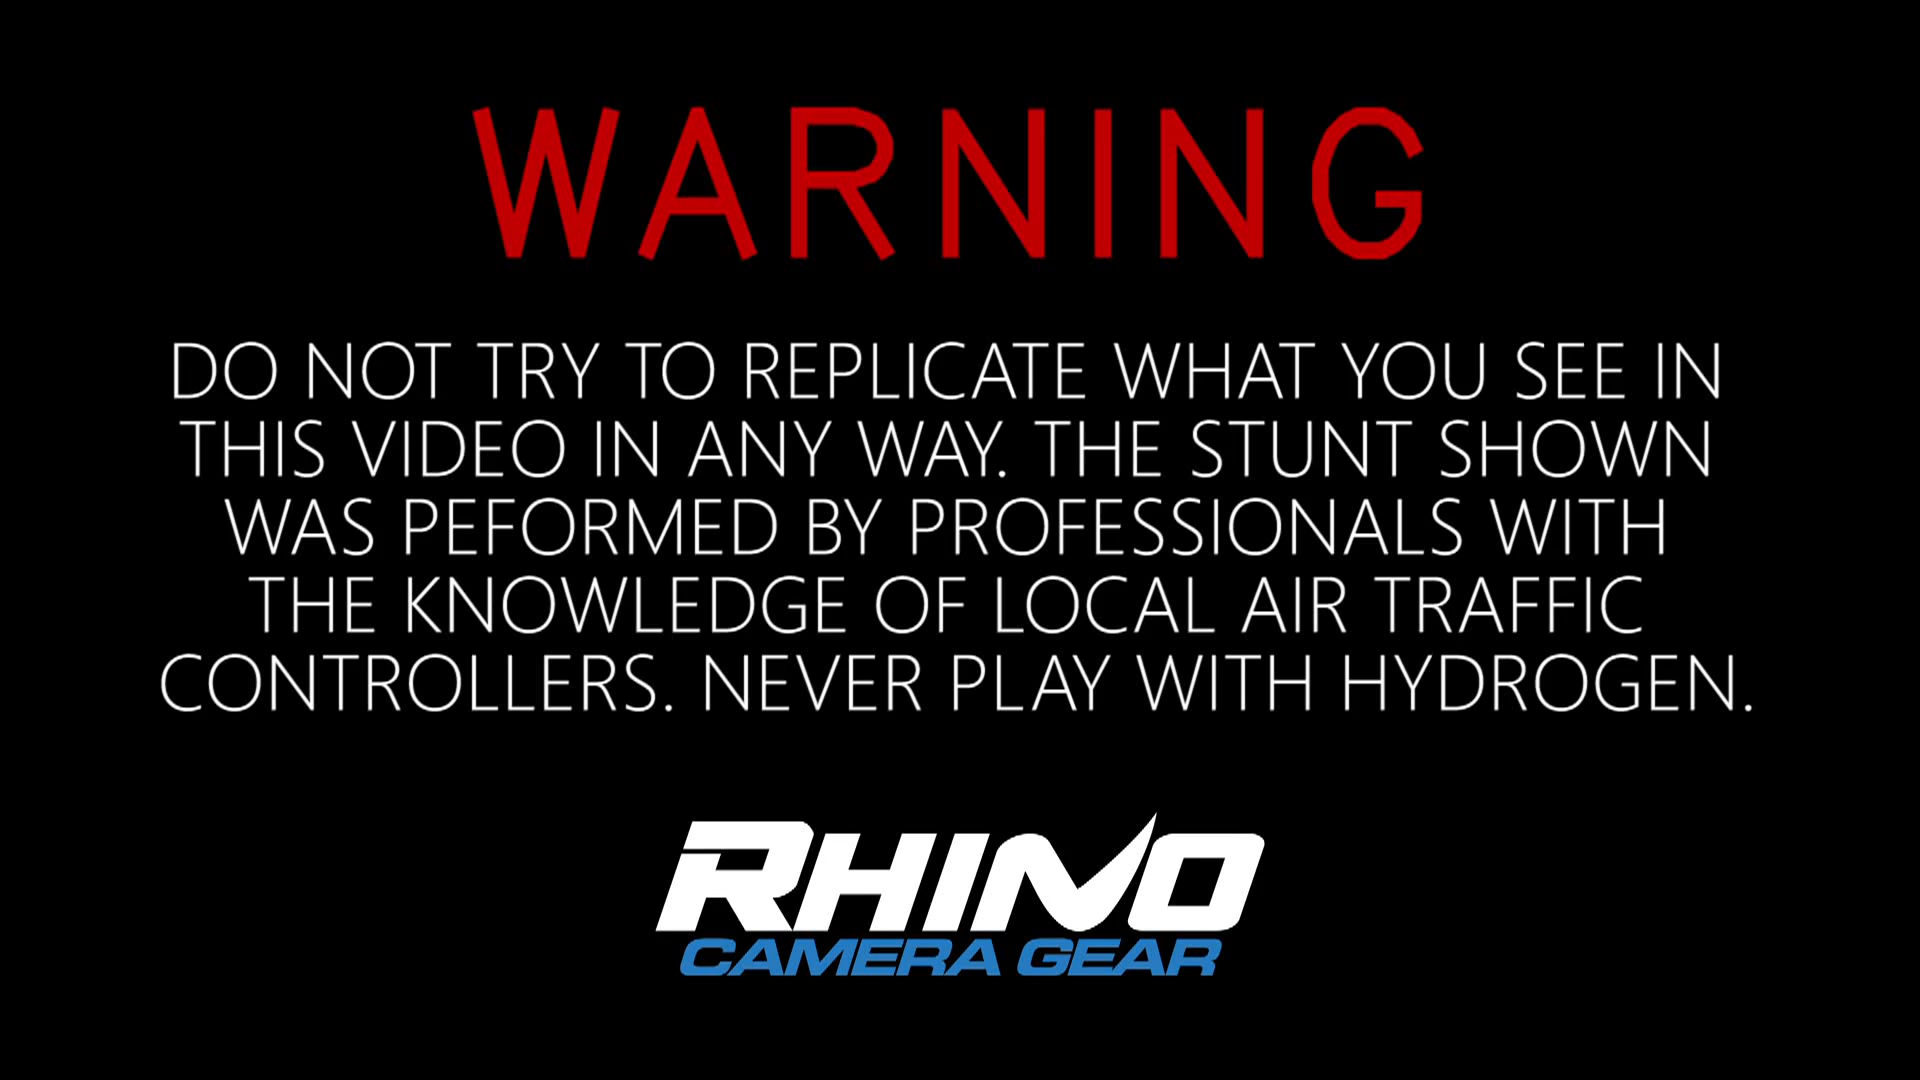 WARNING
DO NOT TRY TO REPLICATE WHAT YOU SEE IN
THIS VIDEO IN ANY WAY. THE STUNT SHOWN
WAS PEFORMED BY PROFESSIONALS WITH
THE KNOWLEDGE OF LOCAL AIR TRAFFIC
CONTROLLERS. NEVER PLAY WITH HYDROGEN.
RHINO
CAMERA GEAR